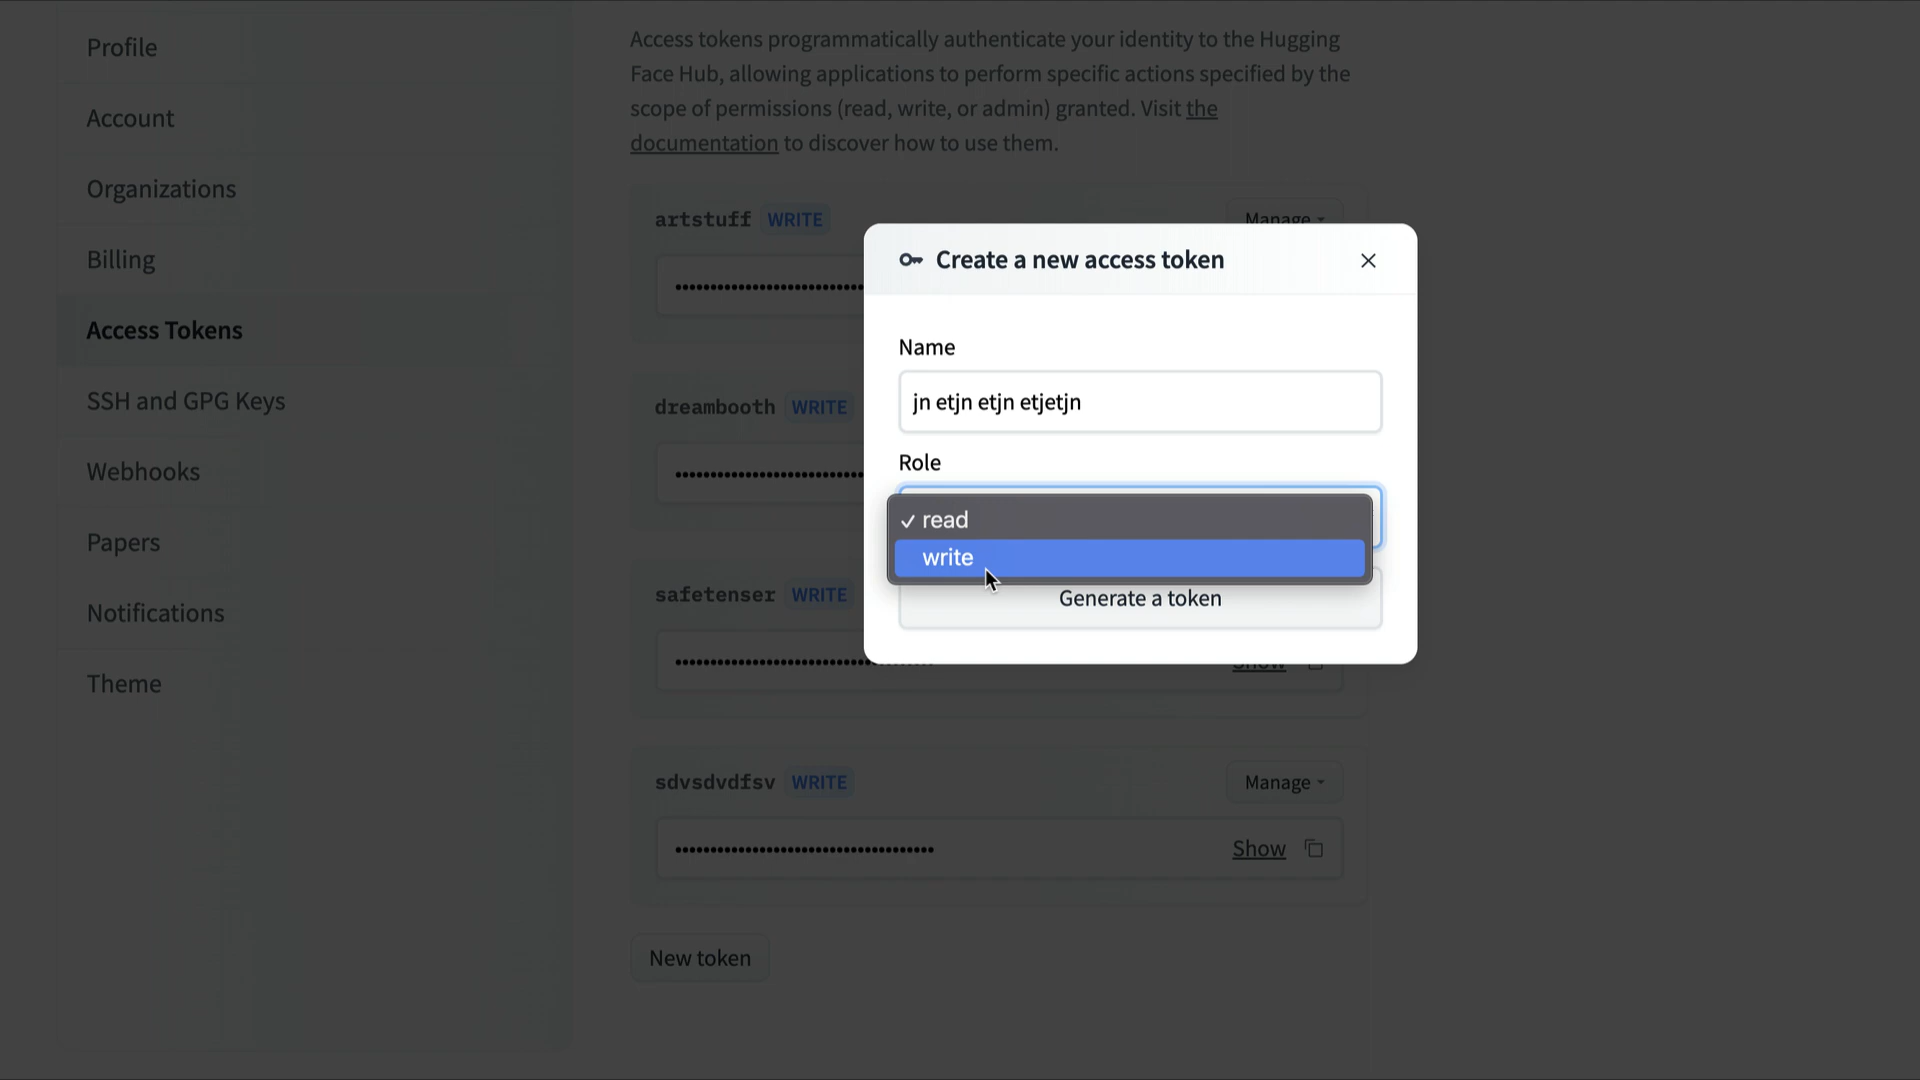 Profile
Account
Organizations
Billing
Access Tokens
SSH and GPG Keys
Webhooks
Papers
Notifications
Theme
Access tokens programmatically authenticate your identity to the Hugging
Face Hub, allowing applications to perform specific actions specified by the
scope of permissions (read, write, or admin) granted. Visit the
documentation to discover how to use them.
artstuff WRITE
Manage
dreambooth WRITE
safetenser WRITE
Show
sdvsdvdfsv WRITE
Manage
Show
New token
Create a new access token
Name
jn etjn etjn etjetjn
Role
✓ read
write
Generate a token